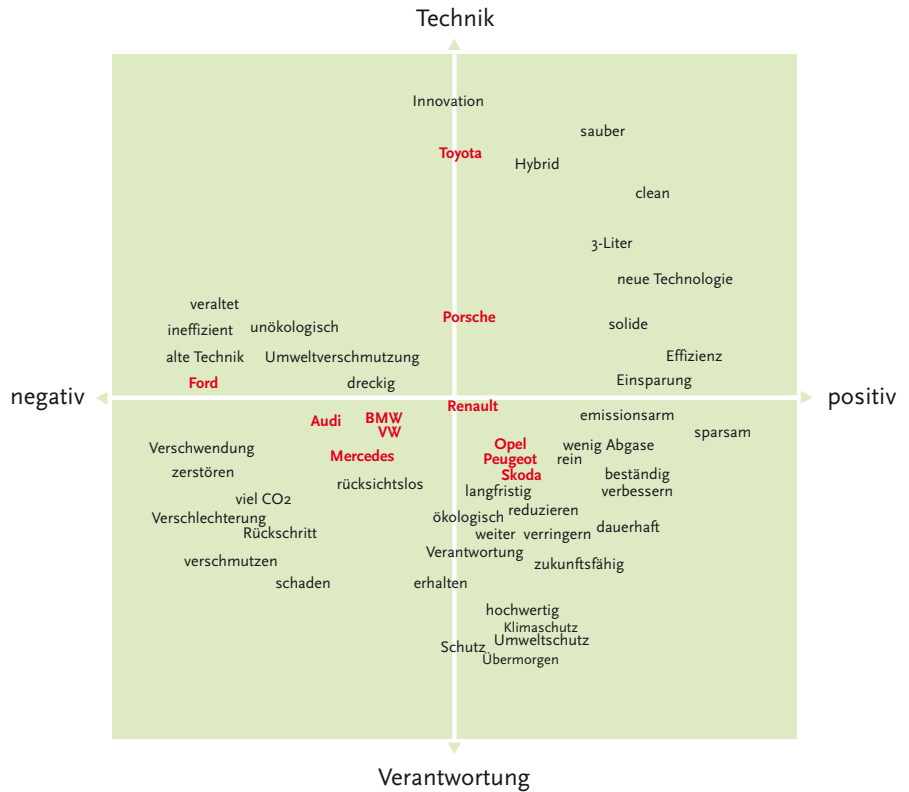 Technik
Innovation
sauber
Toyota
Hybrid
clean
3-Liter
neue Technologie
veraltet
Porsche
ineffizient
unökologisch
solide
alte Technik
Umweltverschmutzung
Effizienz
Ford
dreckig
Einsparung
negativ
positiv
Renault
Audi
BMW
emissionsarm
VW
sparsam
Verschwendung
Opel
wenig Abgase
Mercedes
Peugeot
rein
zerstören
Skoda
beständig
rücksichtslos
langfristig
verbessern
viel CO2
reduzieren
Verschlechterung
ökologisch
dauerhaft
Rückschritt
weiter
verringern
Verantwortung
verschmutzen
zukunftsfähig
schaden
erhalten
hochwertig
Klimaschutz
Umweltschutz
Schutz
Übermorgen
Verantwortung